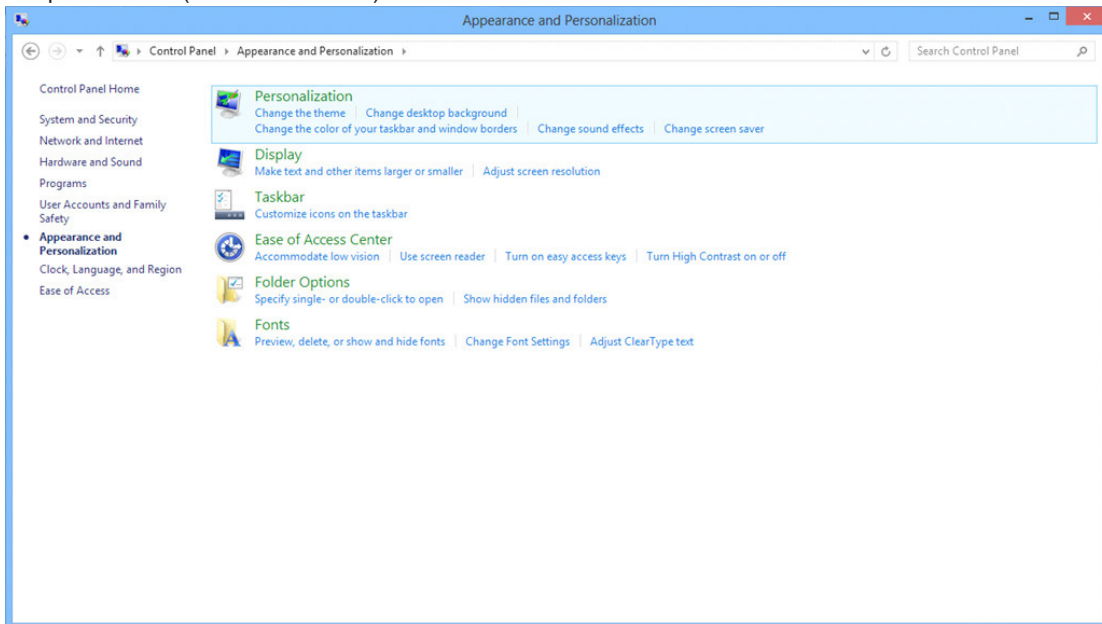 Appearance and Personalization
Control Panel Appearance and Personalization
Search Control Panel
Control Panel Home
System and Security
Network and Internet
Hardware and Sound
Programs
User Accounts and Family
Safety
Appearance and
Personalization
Clock, Language, and Region
Ease of Access
Personalization
Change the theme Change desktop background
Change the color of your taskbar and window borders Change sound effects Change screen saver
Display
Make text and other items larger or smaller Adjust screen resolution
Taskbar
Customize icons on the taskbar
Ease of Access Center
Accommodate low vision Use screen reader Turn on easy access keys Turn High Contrast on or off
Folder Options
Specify single- or double-click to open Show hidden files and folders
Fonts
Preview, delete, or show and hide fonts Change Font Settings Adjust ClearType text